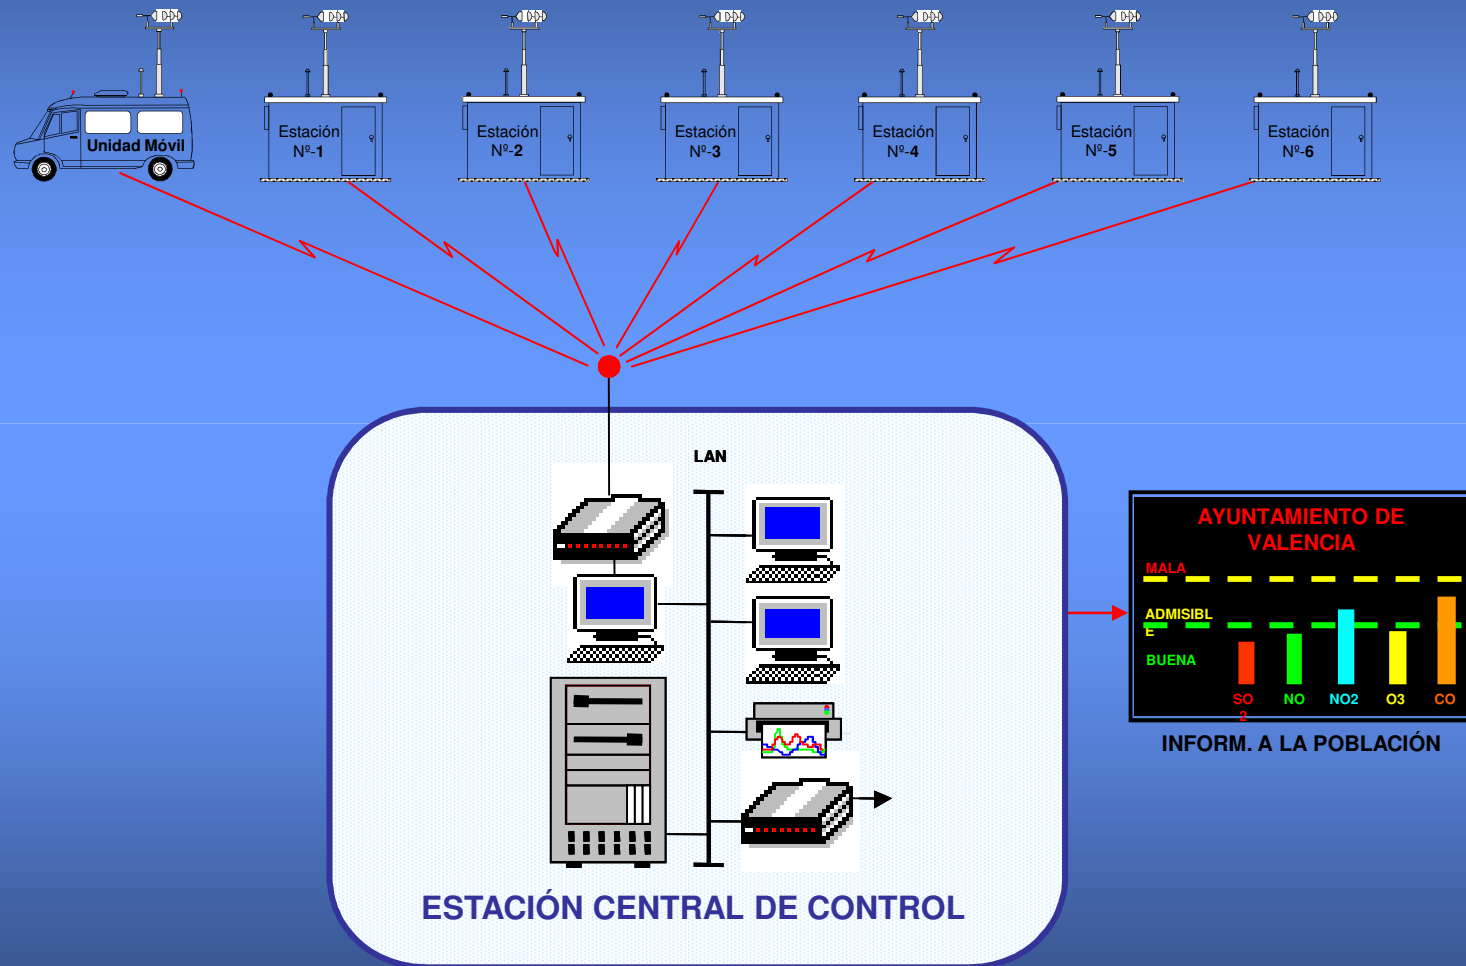 Unidad Móvil
Estación
Nº-1
Estación
Nº-2
Estación
Nº-3
Estación
Nº-4
Estación
Nº-5
Estación
Nº-6
LAN
AYUNTAMIENTO DE
VALENCIA
MALA
ADMISIBL
E
BUENA
SO
2
NO
NO2
O3
CO
INFORM. A LA POBLACIÓN
ESTACIÓN CENTRAL DE CONTROL